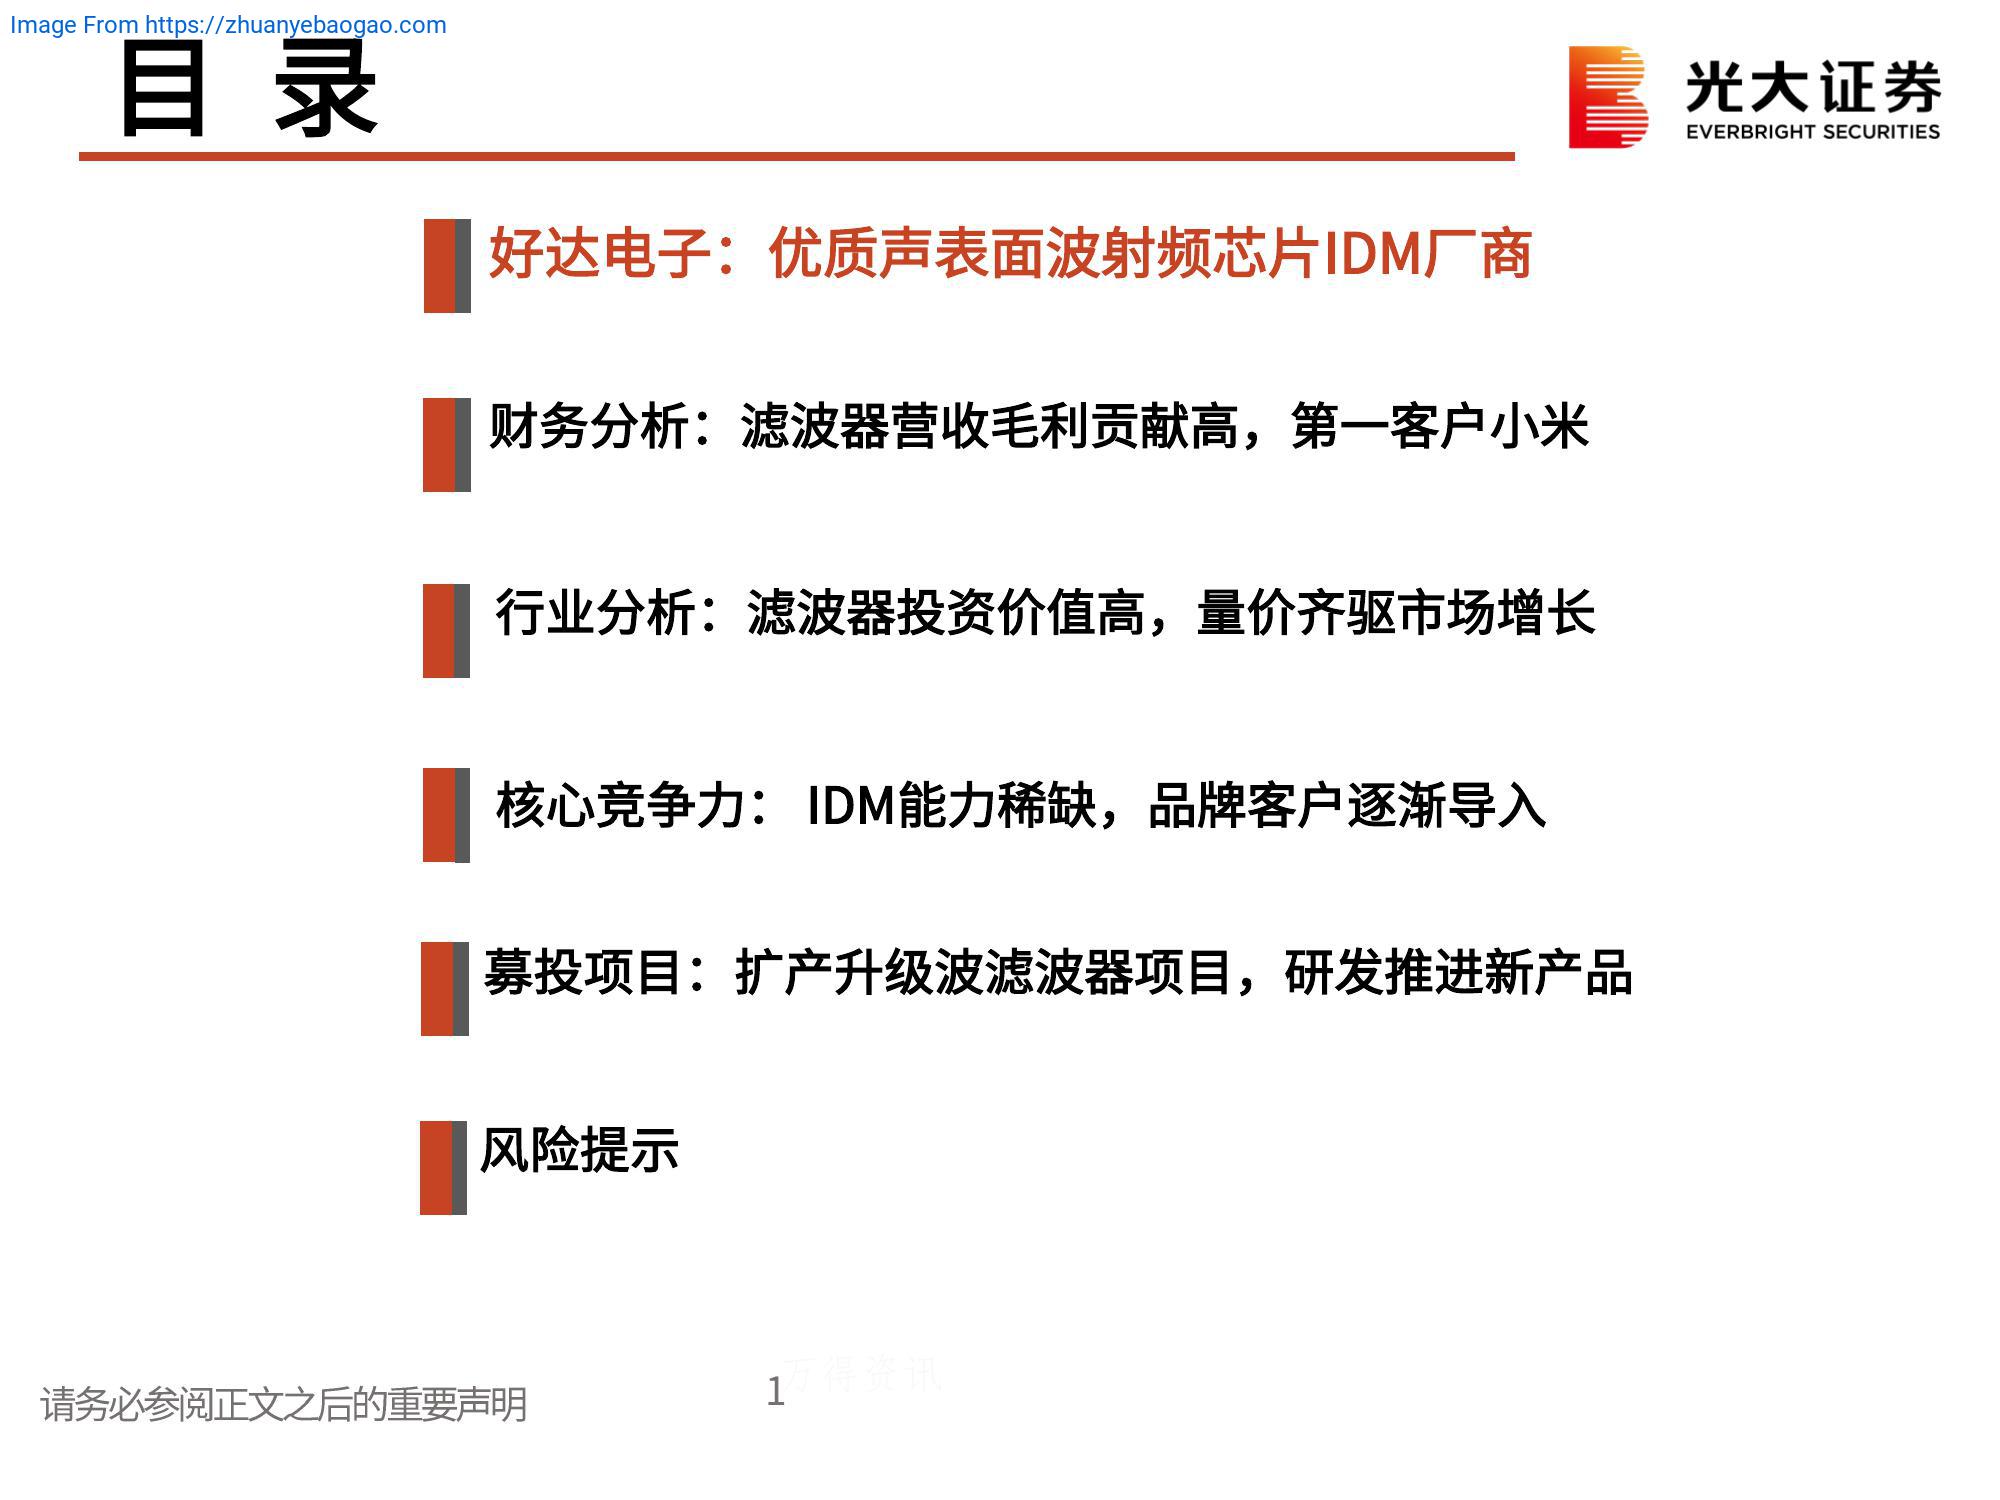 Image From https://zhuanyebaogao.com
目 录
光大证券
EVERBRIGHT SECURITIES
好达电子：优质声表面波射频芯片IDM厂商
财务分析：滤波器营收毛利贡献高，第一客户小米
行业分析：滤波器投资价值高，量价齐驱市场增长
核心竞争力： IDM能力稀缺，品牌客户逐渐导入
募投项目：扩产升级波滤波器项目，研发推进新产品
风险提示
万得资讯
请务必参阅正文之后的重要声明
1